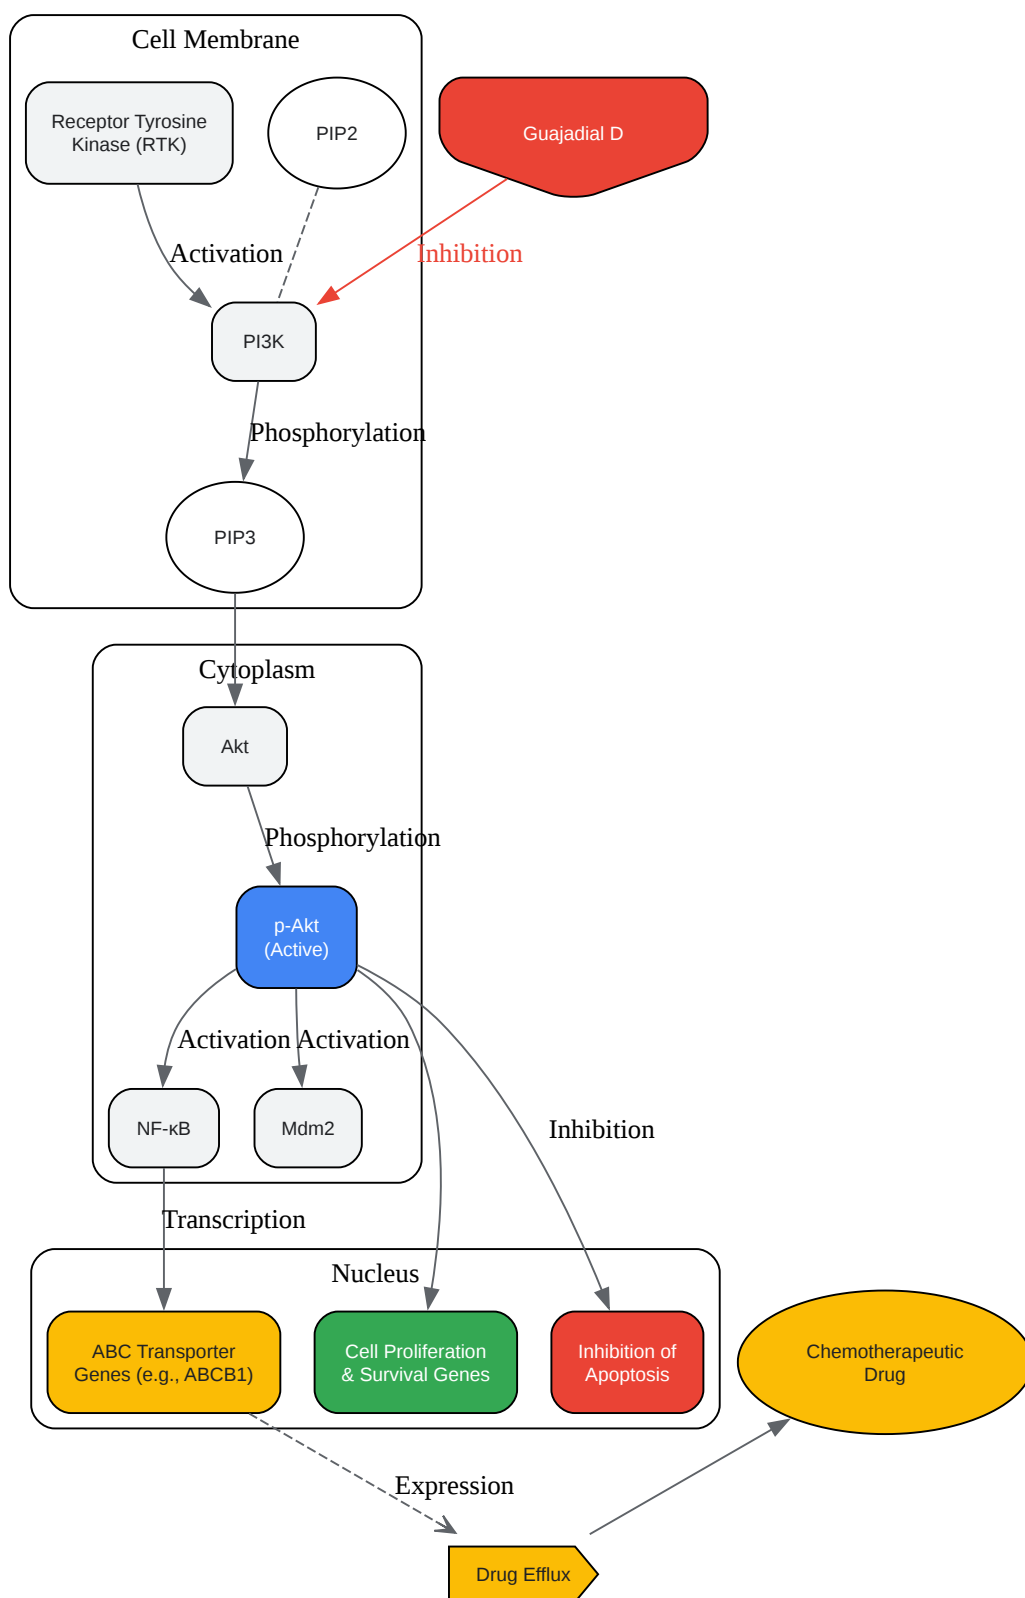 Cell Membrane
Receptor Tyrosine
Kinase (RTK)
PIP2
Guajadial D
Activation
Inhibition
PI3K
Phosphorylation
PIP3
Cytoplasm
Akt
Phosphorylation
p-Akt
(Active)
Activation
Activation
NF-κB
Mdm2
Inhibition
Transcription
Nucleus
ABC Transporter
Genes (e.g., ABCB1)
Cell Proliferation
& Survival Genes
Inhibition of
Apoptosis
Chemotherapeutic
Drug
Expression
Drug Efflux